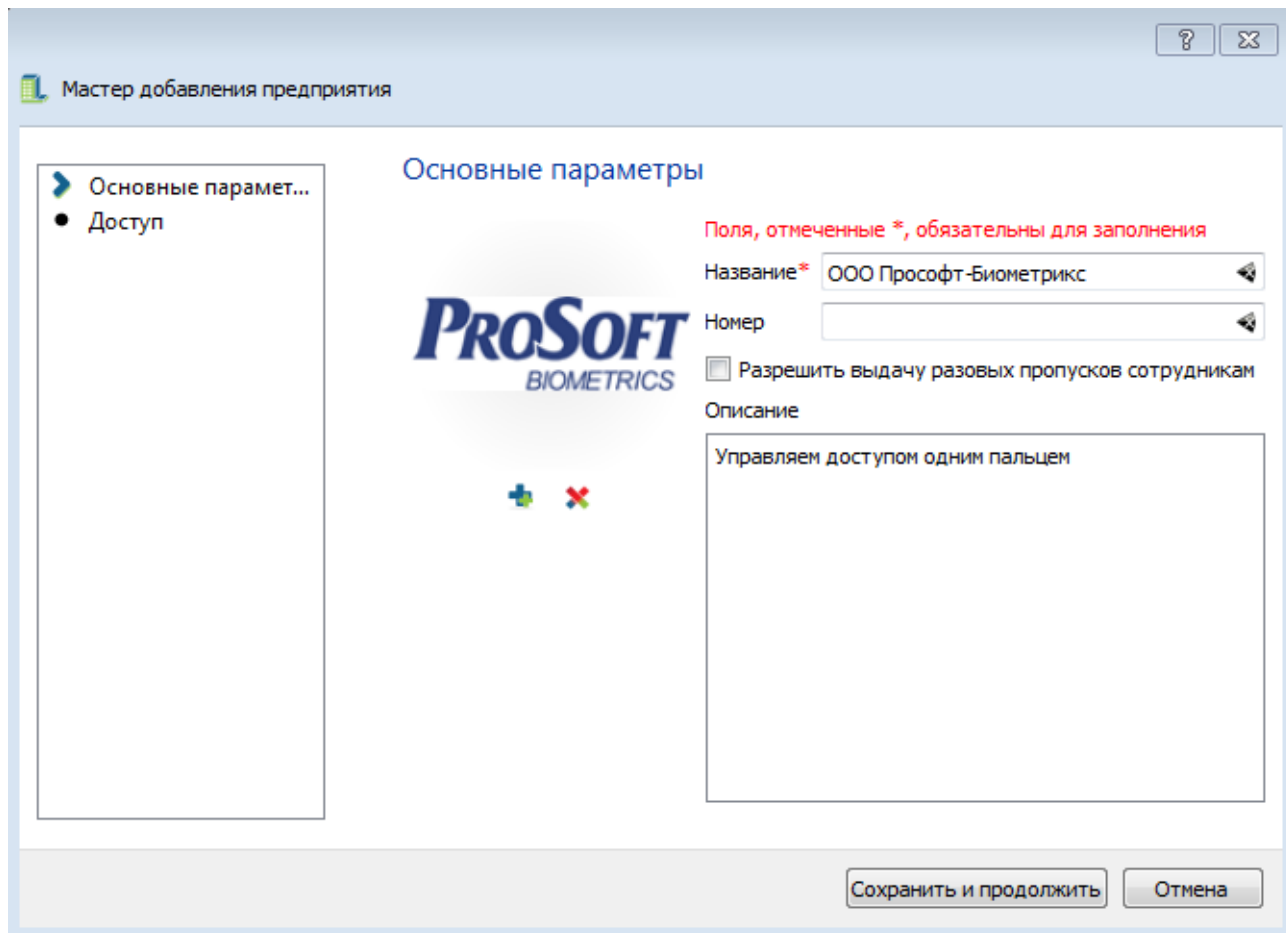 Мастер добавления предприятия
Основные парамет...
Доступ
Основные параметры
PROSOFT
BIOMETRICS
Поля, отмеченные *, обязательны для заполнения
Название* ООО Прософт-Биометрикс
Номер
Разрешить выдачу разовых пропусков сотрудникам
Описание
Управляем доступом одним пальцем
Сохранить и продолжить Отмена